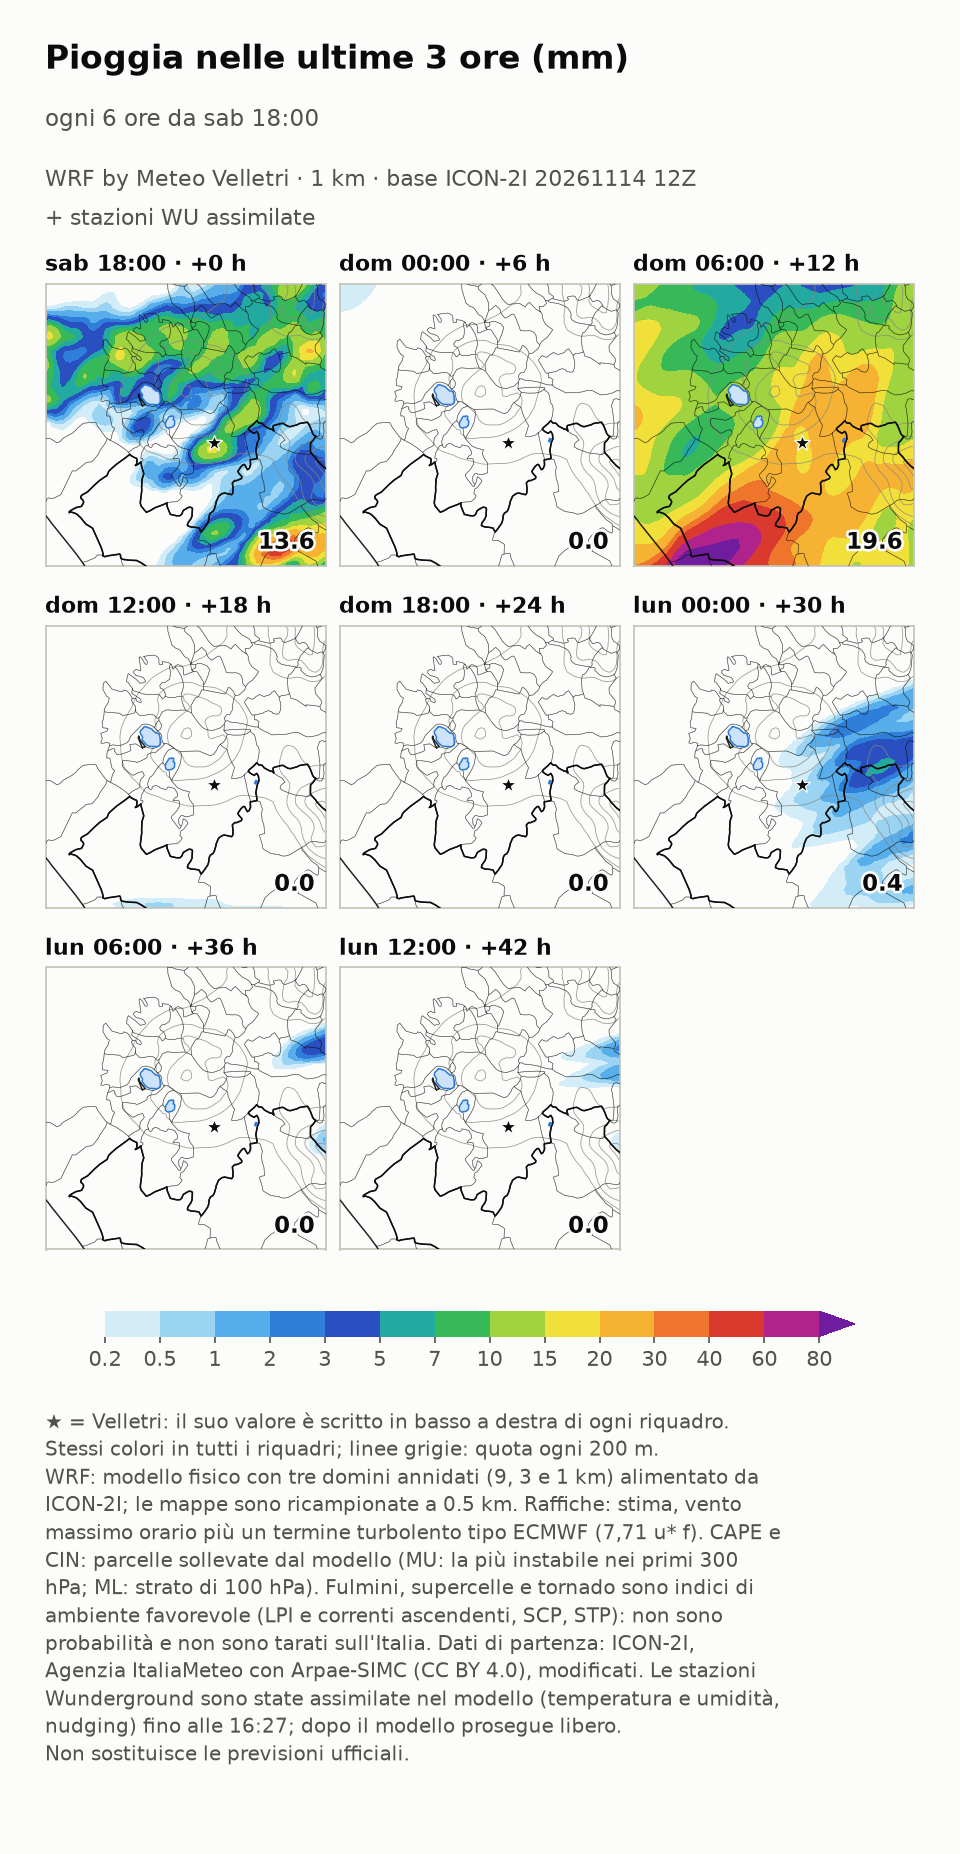 Pioggia nelle ultime 3 ore (mm)
ogni 6 ore da sab 18:00
WRF by Meteo Velletri · 1 km · base ICON-2I 20261114 12Z
+ stazioni WU assimilate
sab 18:00 · +0 h
dom 00:00 · +6 h
dom 06:00 · +12 h
13.6
0.0
19.6
dom 12:00 · +18 h
dom 18:00 · +24 h
lun 00:00 · +30 h
0.0
0.0
0.4
lun 06:00 · +36 h
lun 12:00 · +42 h
0.0
0.0
0.2 0.5 1 2 3 5 7 10 15 20 30 40 60 80
★ = Velletri: il suo valore è scritto in basso a destra di ogni riquadro.
Stessi colori in tutti i riquadri; linee grigie: quota ogni 200 m.
WRF: modello fisico con tre domini annidati (9, 3 e 1 km) alimentato da
ICON-2I; le mappe sono ricampionate a 0.5 km. Raffiche: stima, vento
massimo orario più un termine turbolento tipo ECMWF (7,71 u* f). CAPE e
CIN: parcelle sollevate dal modello (MU: la più instabile nei primi 300
hPa; ML: strato di 100 hPa). Fulmini, supercelle e tornado sono indici di
ambiente favorevole (LPI e correnti ascendenti, SCP, STP): non sono
probabilità e non sono tarati sull'Italia. Dati di partenza: ICON-2I,
Agenzia ItaliaMeteo con Arpae-SIMC (CC BY 4.0), modificati. Le stazioni
Wunderground sono state assimilate nel modello (temperatura e umidità,
nudging) fino alle 16:27; dopo il modello prosegue libero.
Non sostituisce le previsioni ufficiali.